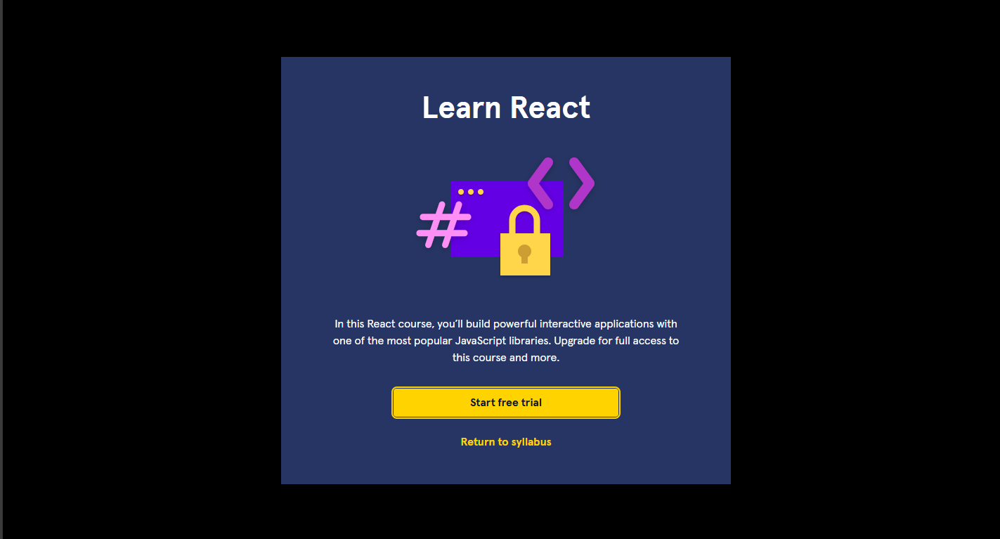 Learn React
In this React course, you’ll build powerful interactive applications with
one of the most popular JavaScript libraries. Upgrade for full access to
this course and more.
Start free trial
Return to syllabus